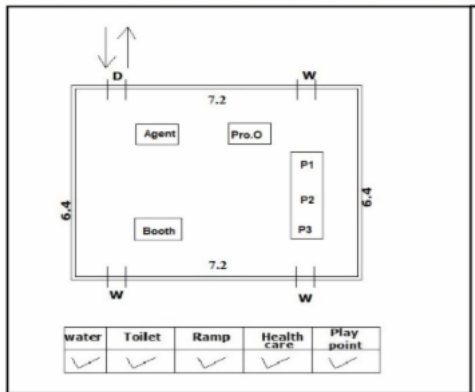 D W
7.2
Agent Pro.O
P1
6.4 P2 6.4
Booth P3
7.2
W W
water Toilet Ramp Health care Play point